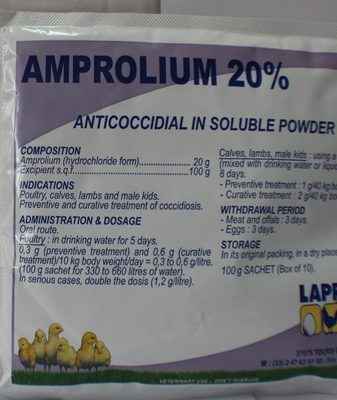 AMPROLIUM 20%
ANTICOCCIDIAL IN SOLUBLE POWDER
COMPOSITION
Amprolium (hydrochloride form)................... 20 g
Excipient s.q.f.............................................100 g
INDICATIONS
Poultry, calves, lambs and male kids.
Preventive and curative treatment of coccidiosis.
ADMINISTRATION & DOSAGE
Oral route.
Poultry : in drinking water for 5 days.
0,3 g (preventive treatment) and 0,6 g (curative
treatment)/10 kg body weight/day = 0,3 to 0,6 g/litre.
(100 g sachet for 330 to 660 litres of water).
In serious cases, double the dosis (1,2 g/litre).
Calves, lambs, male kids : using a
(mixed with drinking water or liquid
8 days.
- Preventive treatment : 1 g/40 kg bo
- Curative treatment : 2 g/40 kg bo
WITHDRAWAL PERIOD
- Meat and offals : 3 days.
- Eggs : 3 days.
STORAGE
In its original packing, in a dry place
100 g SACHET (Box of 10).
LAPR